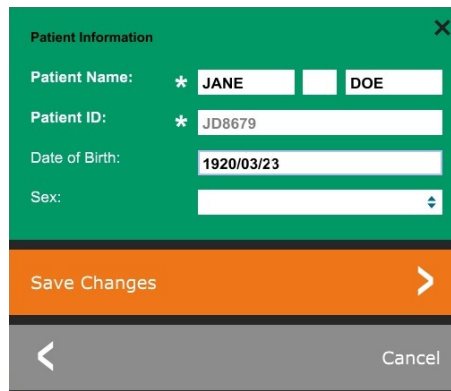 Patient Information
Patient Name: * JANE DOE
Patient ID: * JD8679
Date of Birth: 1920/03/23
Sex:
Save Changes
Cancel